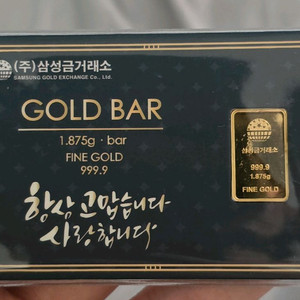 (주)삼성금거래소
SAMSUNG GOLD EXCHANGE Co., Ltd.
GOLD BAR
1.875g · bar
FINE GOLD
999.9
항상 고맙습니다
사랑합니다
삼성금거래소
999.9
1.875g
FINE GOLD